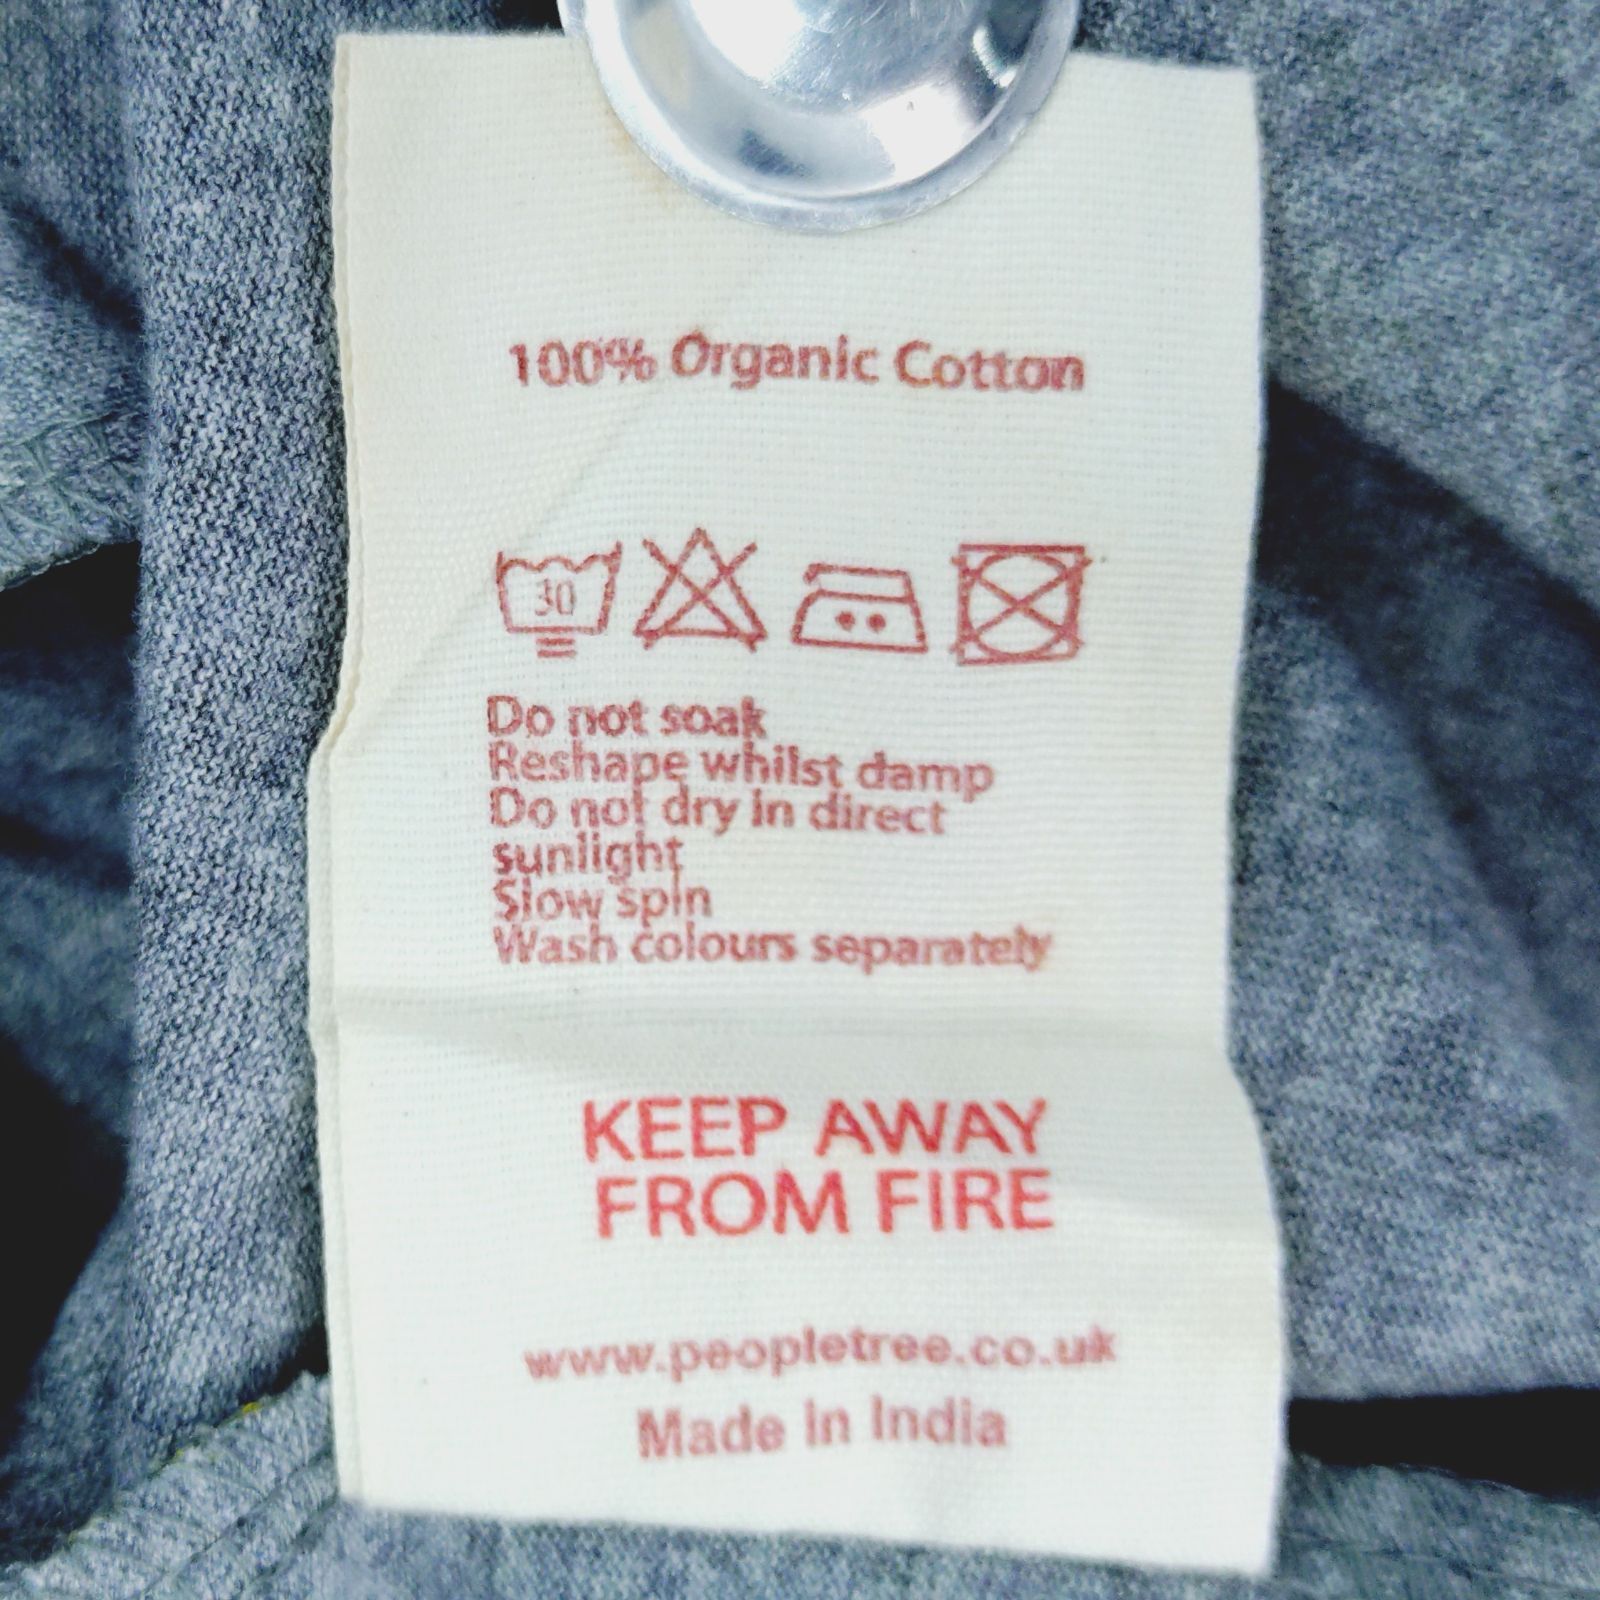 100% Organic Cotton
30
Do not soak
Reshape whilst damp
Do not dry in direct
sunlight
Slow spin
Wash colours separately
KEEP AWAY
FROM FIRE
www.peopletree.co.uk
Made in India